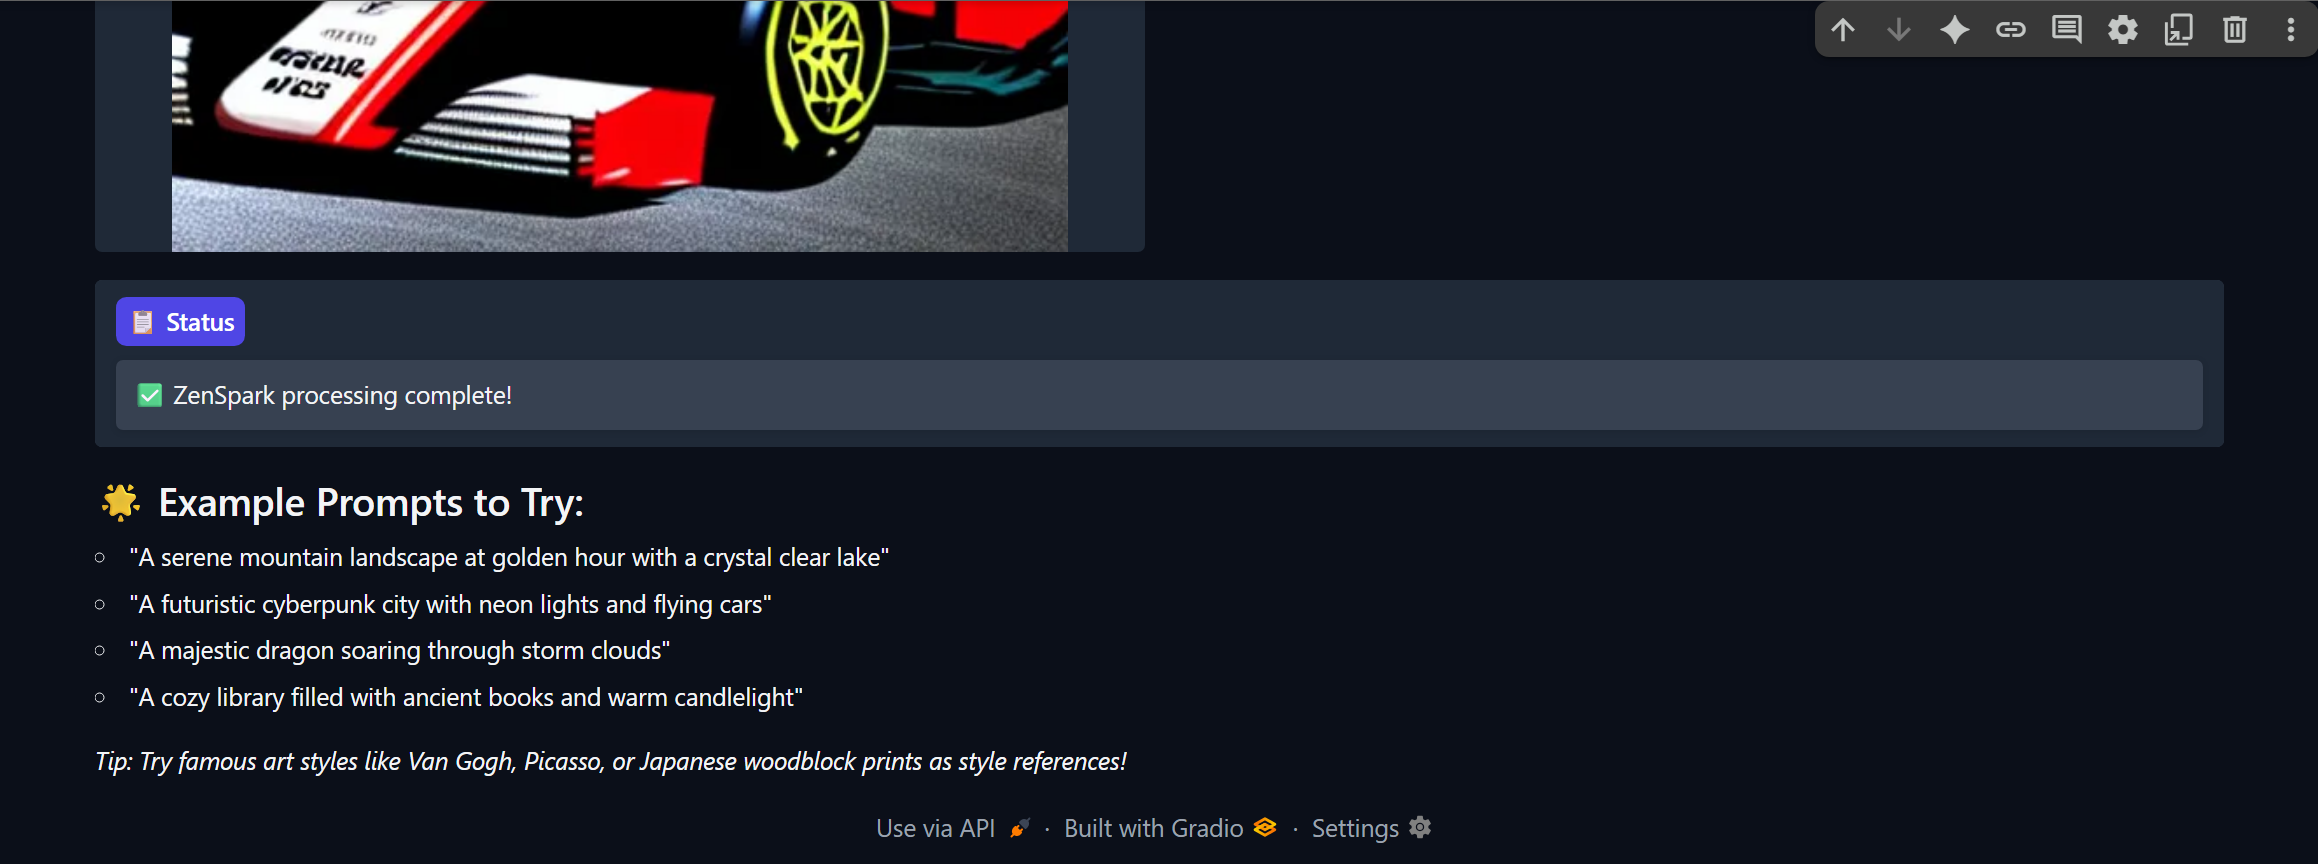 Status
ZenSpark processing complete!
Example Prompts to Try:
"A serene mountain landscape at golden hour with a crystal clear lake"
"A futuristic cyberpunk city with neon lights and flying cars"
"A majestic dragon soaring through storm clouds"
"A cozy library filled with ancient books and warm candlelight"
Tip: Try famous art styles like Van Gogh, Picasso, or Japanese woodblock prints as style references!
Use via API · Built with Gradio · Settings